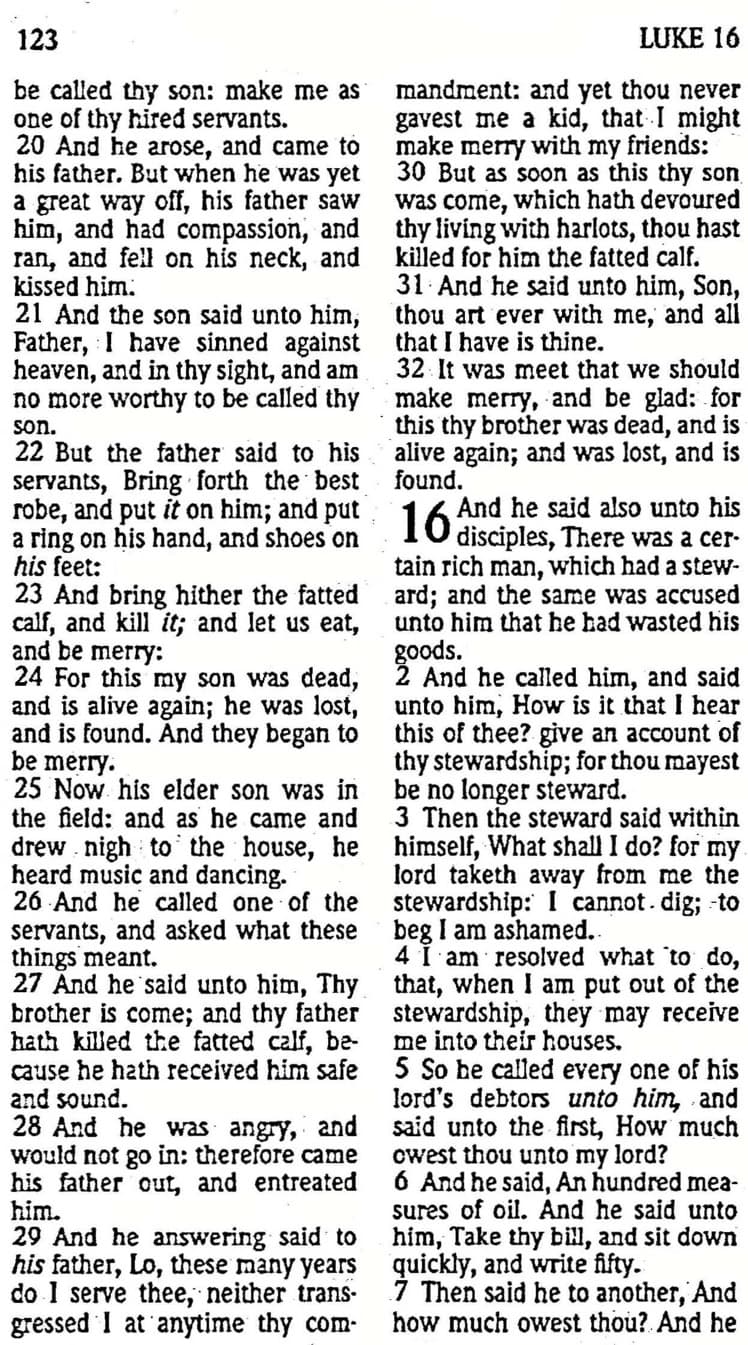 123
LUKE 16
be called thy son: make me as
one of thy hired servants.
20 And he arose, and came to
his father. But when he was yet
a great way off, his father saw
him, and had compassion, and
ran, and fell on his neck, and
kissed him.
21 And the son said unto him,
Father, I have sinned against
heaven, and in thy sight, and am
no more worthy to be called thy
son.
22 But the father said to his
servants, Bring forth the best
robe, and put it on him; and put
a ring on his hand, and shoes on
his feet:
23 And bring hither the fatted
calf, and kill it; and let us eat,
and be merry:
24 For this my son was dead,
and is alive again; he was lost,
and is found. And they began to
be merry.
25 Now his elder son was in
the field: and as he came and
drew nigh to the house, he
heard music and dancing.
26 And he called one of the
servants, and asked what these
things meant.
27 And he said unto him, Thy
brother is come; and thy father
hath killed the fatted calf, be-
cause he hath received him safe
and sound.
28 And he was angry, and
would not go in: therefore came
his father out, and entreated
him.
29 And he answering said to
his father, Lo, these many years
do I serve thee, neither trans-
gressed I at anytime thy com-
mandment: and yet thou never
gavest me a kid, that I might
make merry with my friends:
30 But as soon as this thy son
was come, which hath devoured
thy living with harlots, thou hast
killed for him the fatted calf.
31 And he said unto him, Son,
thou art ever with me, and all
that I have is thine.
32 It was meet that we should
make merry, and be glad: for
this thy brother was dead, and is
alive again; and was lost, and is
found.
16 And he said also unto his
disciples, There was a cer-
tain rich man, which had a stew-
ard; and the same was accused
unto him that he had wasted his
goods.
2 And he called him, and said
unto him, How is it that I hear
this of thee? give an account of
thy stewardship; for thou mayest
be no longer steward.
3 Then the steward said within
himself, What shall I do? for my
lord taketh away from me the
stewardship: I cannot dig; to
beg I am ashamed.
4 I am resolved what to do,
that, when I am put out of the
stewardship, they may receive
me into their houses.
5 So he called every one of his
lord's debtors unto him, and
said unto the first, How much
owest thou unto my lord?
6 And he said, An hundred mea-
sures of oil. And he said unto
him, Take thy bill, and sit down
quickly, and write fifty.
7 Then said he to another, And
how much owest thou? And he